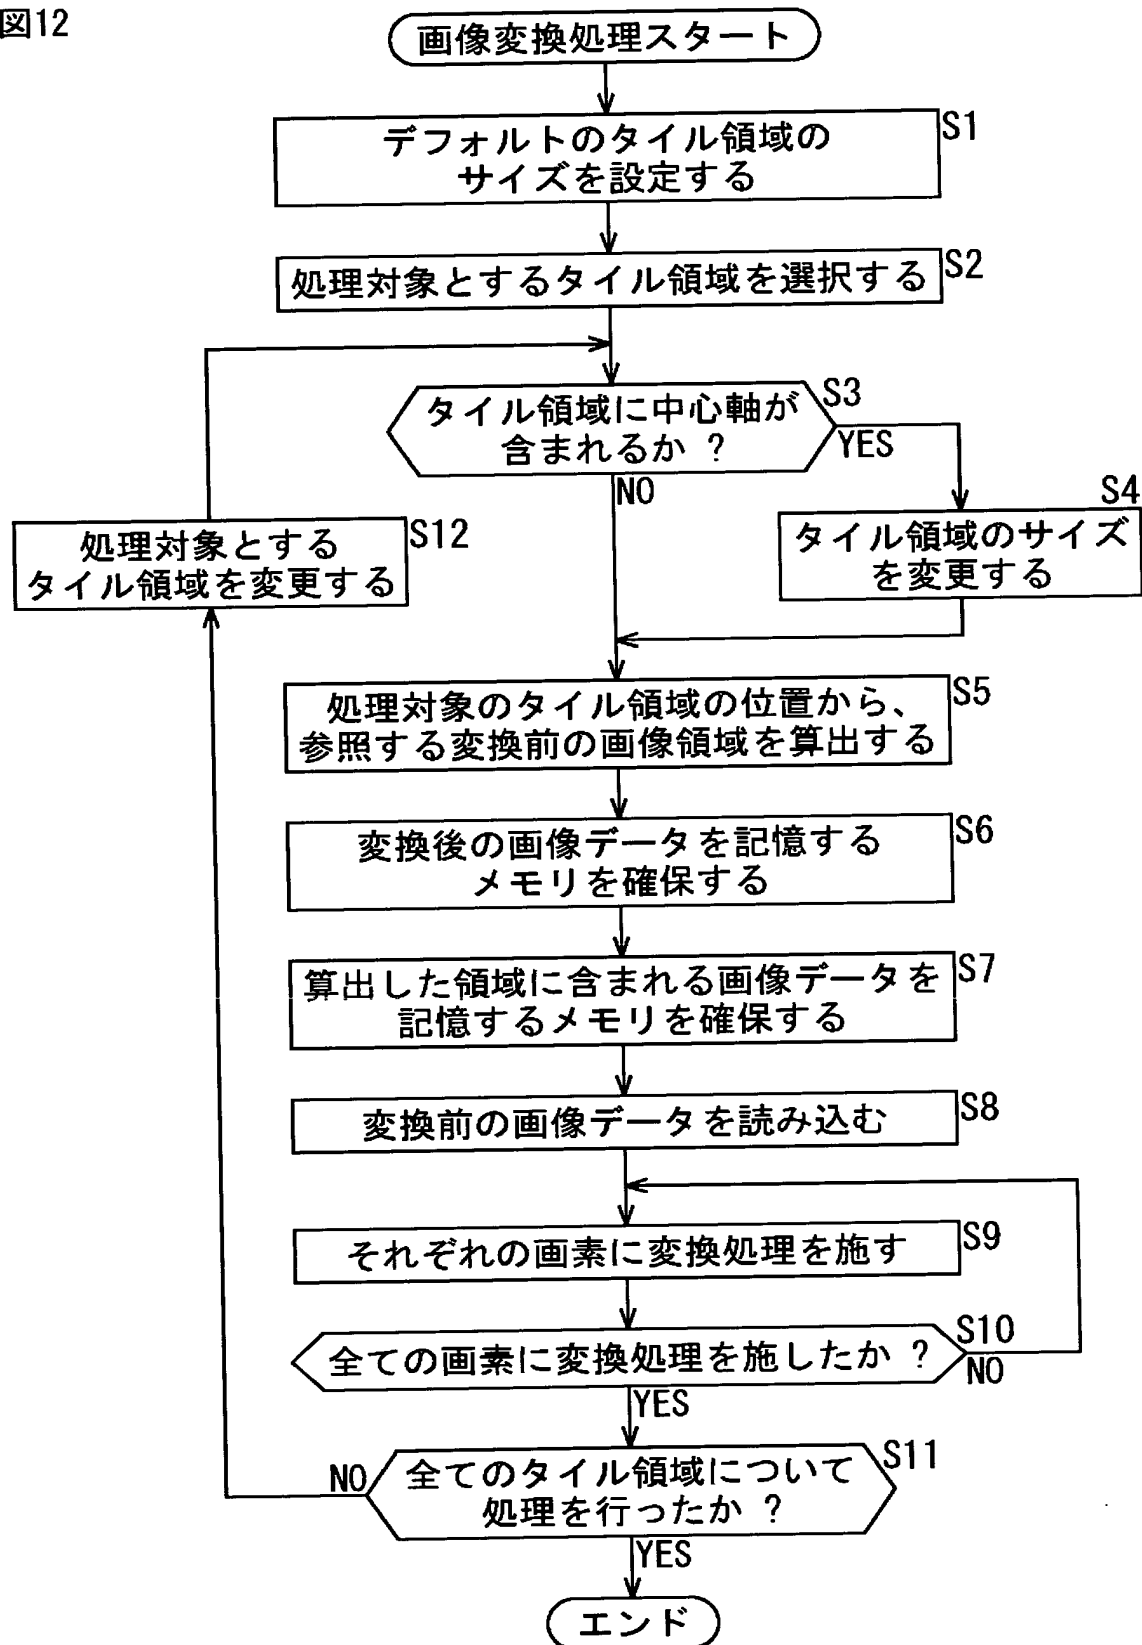 図12
画像変換処理スタート
デフォルトのタイル領域の
サイズを設定する
S1
処理対象とするタイル領域を選択する
S2
タイル領域に中心軸が
含まれるか ?
S3
YES
NO
タイル領域のサイズ
を変更する
S4
処理対象とする
タイル領域を変更する
S12
処理対象のタイル領域の位置から、
参照する変換前の画像領域を算出する
S5
変換後の画像データを記憶する
メモリを確保する
S6
算出した領域に含まれる画像データを
記憶するメモリを確保する
S7
変換前の画像データを読み込む
S8
それぞれの画素に変換処理を施す
S9
全ての画素に変換処理を施したか ?
S10
NO
YES
全てのタイル領域について
処理を行ったか ?
S11
NO
YES
エンド